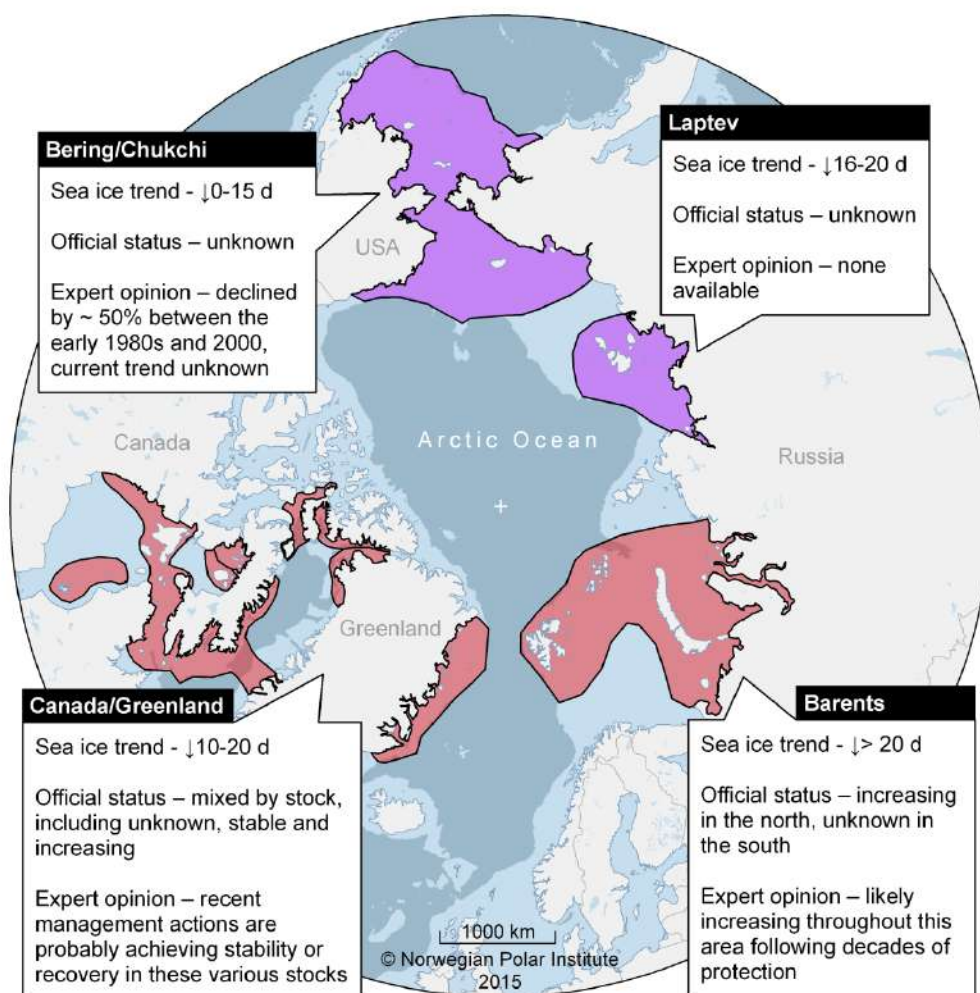 Bering/Chukchi
Sea ice trend - ↓0-15 d
Official status – unknown
Expert opinion – declined
by ~ 50% between the
early 1980s and 2000,
current trend unknown
Laptev
Sea ice trend - ↓16-20 d
Official status – unknown
Expert opinion – none
available
USA
Canada
Arctic Ocean
Russia
Greenland
Canada/Greenland
Sea ice trend - ↓10-20 d
Official status – mixed by stock,
including unknown, stable and
increasing
Expert opinion – recent
management actions are
probably achieving stability or
recovery in these various stocks
Barents
Sea ice trend - ↓> 20 d
Official status – increasing
in the north, unknown in
the south
Expert opinion – likely
increasing throughout this
area following decades of
protection
1000 km
© Norwegian Polar Institute
2015